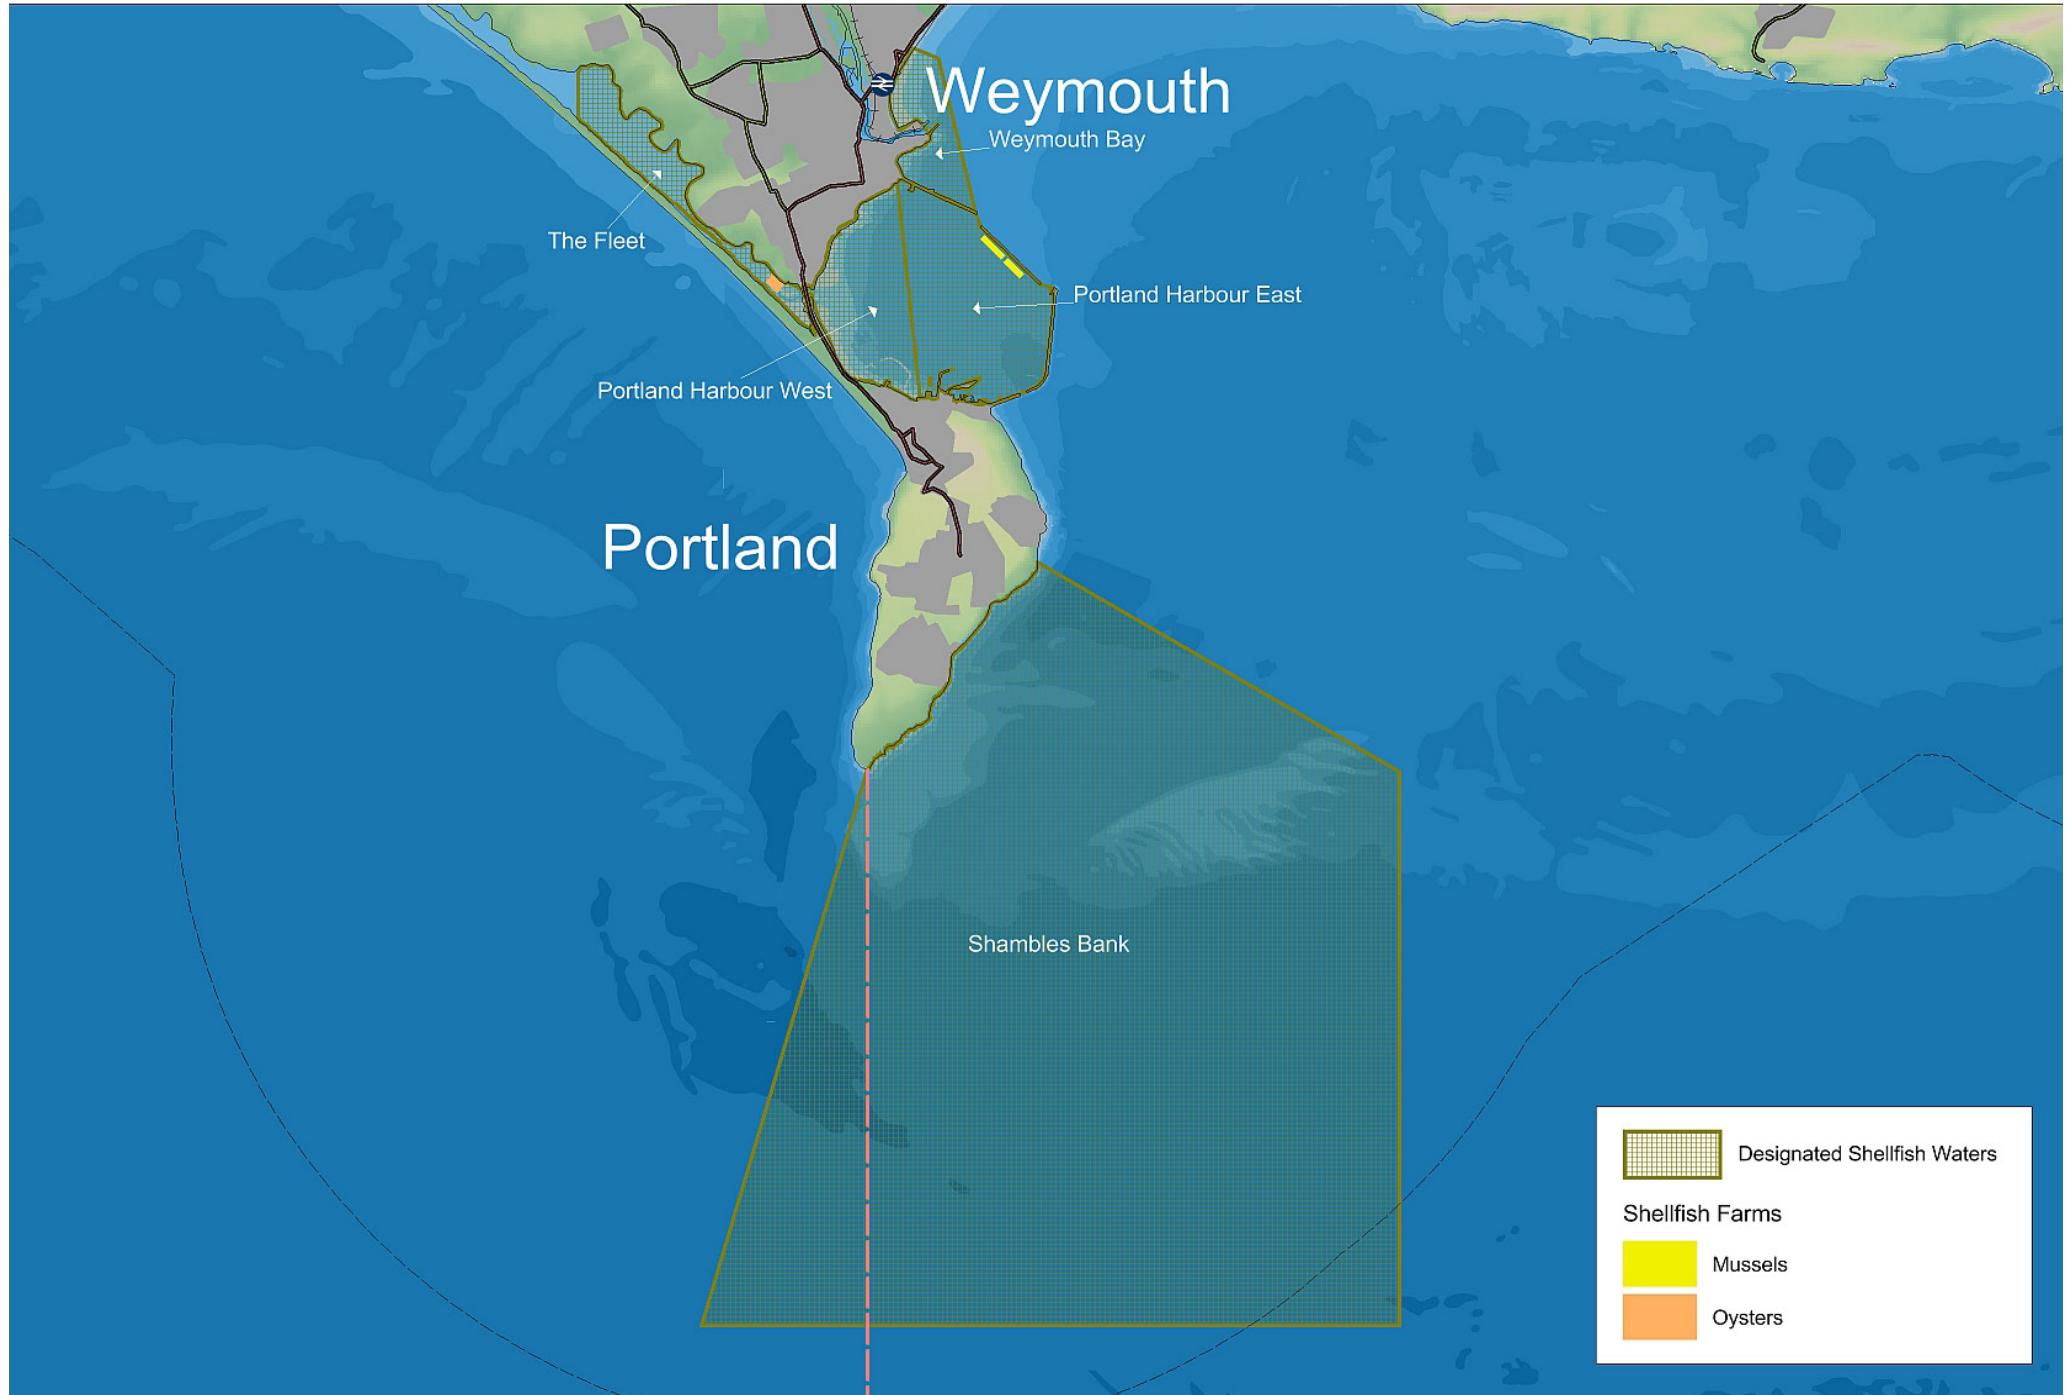 Weymouth
Weymouth Bay
The Fleet
Portland Harbour East
Portland Harbour West
Portland
Shambles Bank
Designated Shellfish Waters
Shellfish Farms
Mussels
Oysters